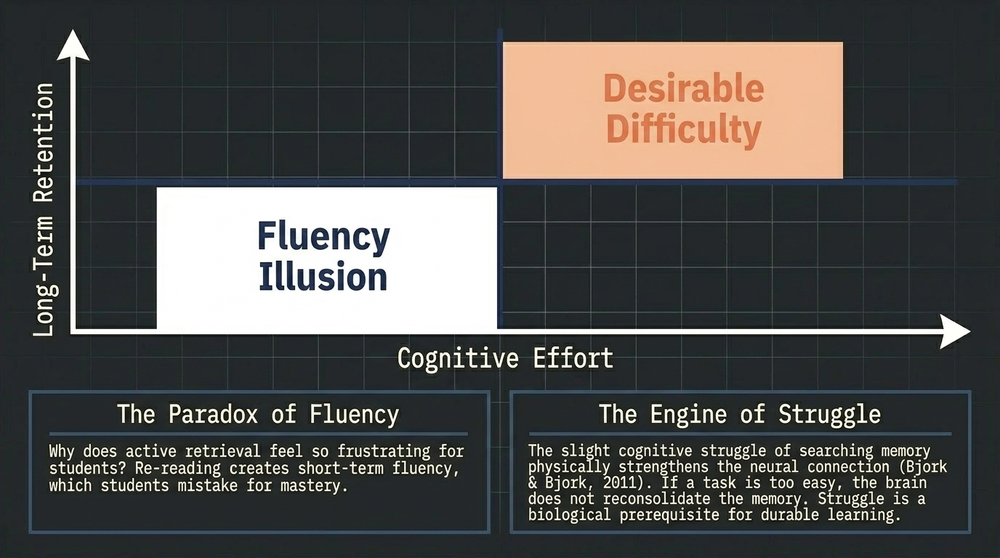 Long-Term Retention
Desirable
Difficulty
Fluency
Illusion
Cognitive Effort
The Paradox of Fluency
Why does active retrieval feel so frustrating for
students? Re-reading creates short-term fluency,
which students mistake for mastery.
The Engine of Struggle
The slight cognitive struggle of searching memory
physically strengthens the neural connection (Bjork
& Bjork, 2011). If a task is too easy, the brain
does not reconsolidate the memory. Struggle is a
biological prerequisite for durable learning.